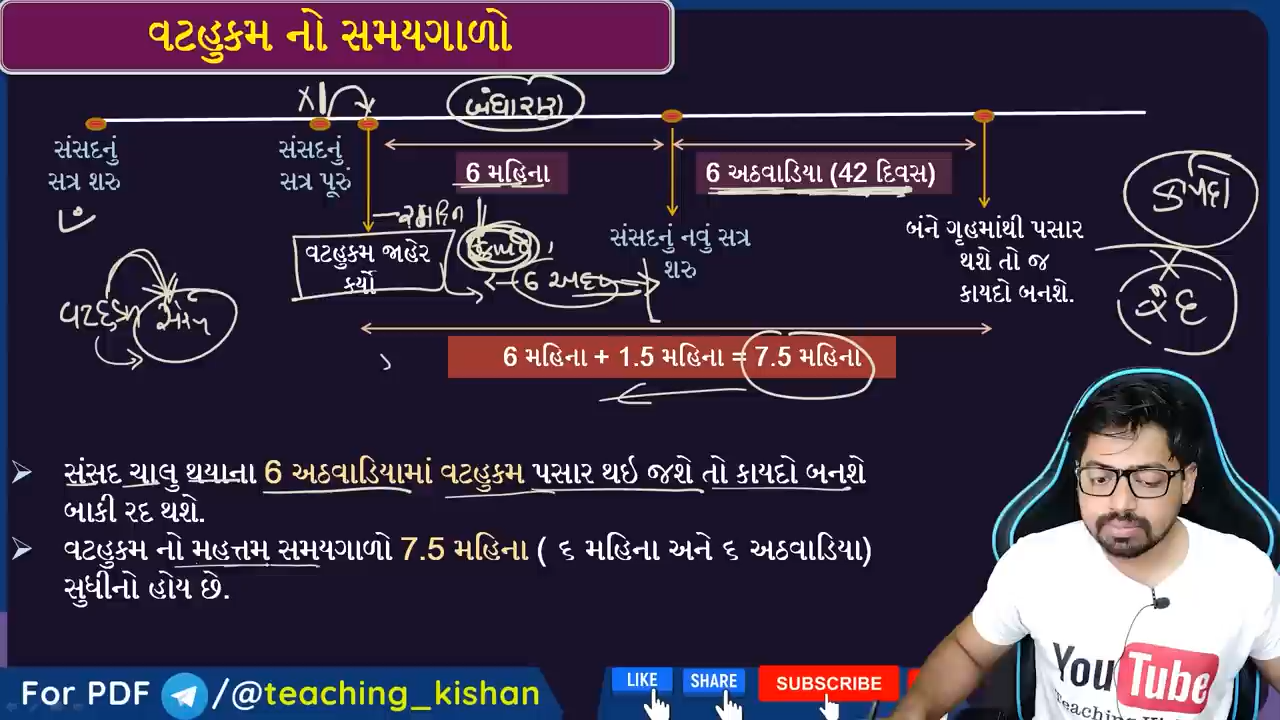 વટહુકમ નો સમયગાળો
બંધારણ
સંસદનું
સત્ર શરુ
સંસદનું
સત્ર પૂરું
6 મહિના
6 અઠવાડિયા (42 દિવસ)
વટહુકમ જાહેર
કર્યો
સંસદનું નવું સત્ર
શરુ
બંને ગૃહમાંથી પસાર
થશે તો જ
કાયદો બનશે.
રદ
6 મહિના + 1.5 મહિના = 7.5 મહિના
સંસદ ચાલુ થયાના 6 અઠવાડિયામાં વટહુકમ પસાર થઇ જશે તો કાયદો બનશે
બાકી રદ થશે.
વટહુકમ નો મહત્તમ સમયગાળો 7.5 મહિના ( ૬ મહિના અને ૬ અઠવાડિયા)
સુધીનો હોય છે.
YouTube
For PDF /@teaching_kishan
LIKE
SHARE
SUBSCRIBE